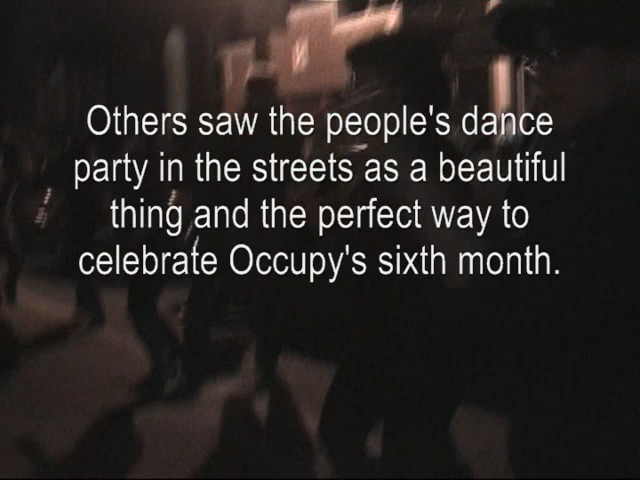 Others saw the people's dance
party in the streets as a beautiful
thing and the perfect way to
celebrate Occupy's sixth month.